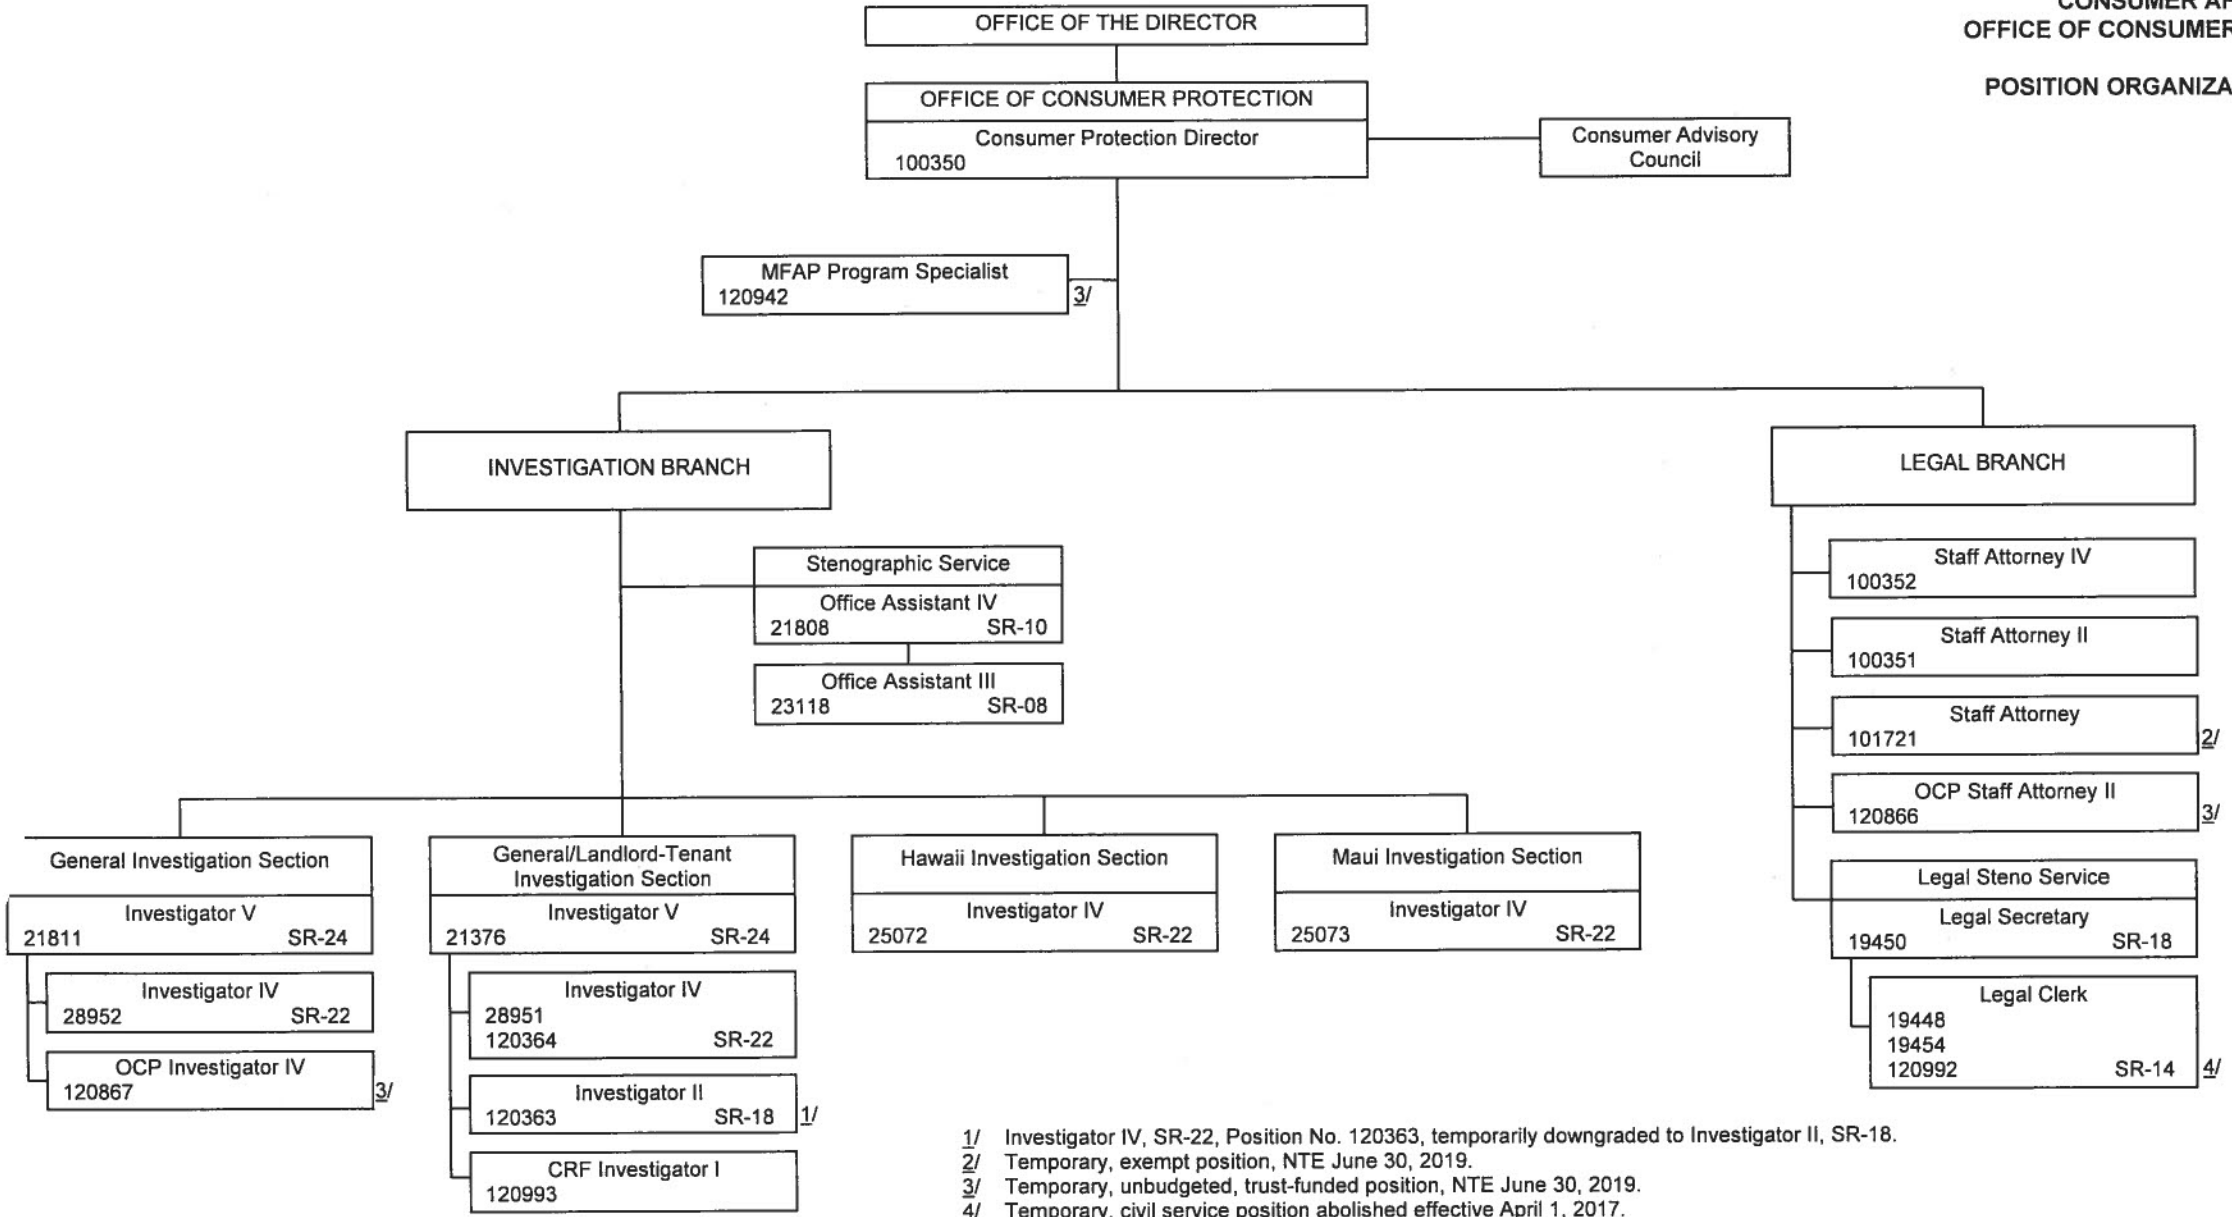 CONSUMER AF
OFFICE OF CONSUMER
POSITION ORGANIZA
OFFICE OF THE DIRECTOR
OFFICE OF CONSUMER PROTECTION
Consumer Protection Director
100350
Consumer Advisory
Council
MFAP Program Specialist
120942
3/
INVESTIGATION BRANCH
LEGAL BRANCH
Stenographic Service
Office Assistant IV
21808 SR-10
Office Assistant III
23118 SR-08
Staff Attorney IV
100352
Staff Attorney II
100351
Staff Attorney
101721
2/
OCP Staff Attorney II
120866
3/
Legal Steno Service
Legal Secretary
19450 SR-18
Legal Clerk
19448
19454
120992 SR-14 4/
General Investigation Section
Investigator V
21811 SR-24
Investigator IV
28952 SR-22
OCP Investigator IV
120867
3/
General/Landlord-Tenant
Investigation Section
Investigator V
21376 SR-24
Investigator IV
28951
120364 SR-22
Investigator II
120363 SR-18 1/
CRF Investigator I
120993
Hawaii Investigation Section
Investigator IV
25072 SR-22
Maui Investigation Section
Investigator IV
25073 SR-22
1/ Investigator IV, SR-22, Position No. 120363, temporarily downgraded to Investigator II, SR-18.
2/ Temporary, exempt position, NTE June 30, 2019.
3/ Temporary, unbudgeted, trust-funded position, NTE June 30, 2019.
4/ Temporary, civil service position abolished effective April 1, 2017.